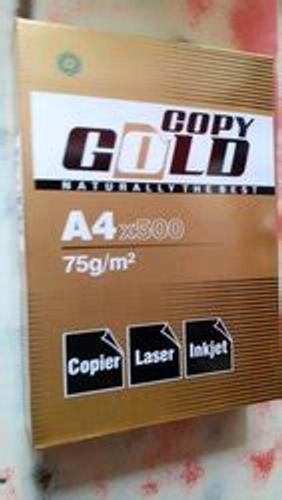 COPY
GOLD
NATURALLY THE BEST
A4x500
75g/m²
Copier Laser Inkjet